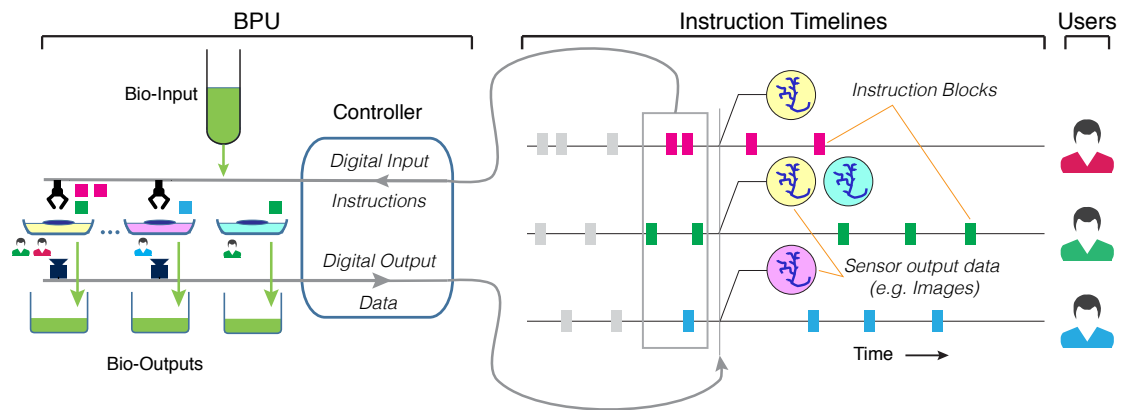 BPU
Instruction Timelines
Users
Bio-Input
Controller
Digital Input
Instructions
Digital Output
Data
Bio-Outputs
Instruction Blocks
Sensor output data
(e.g. Images)
Time